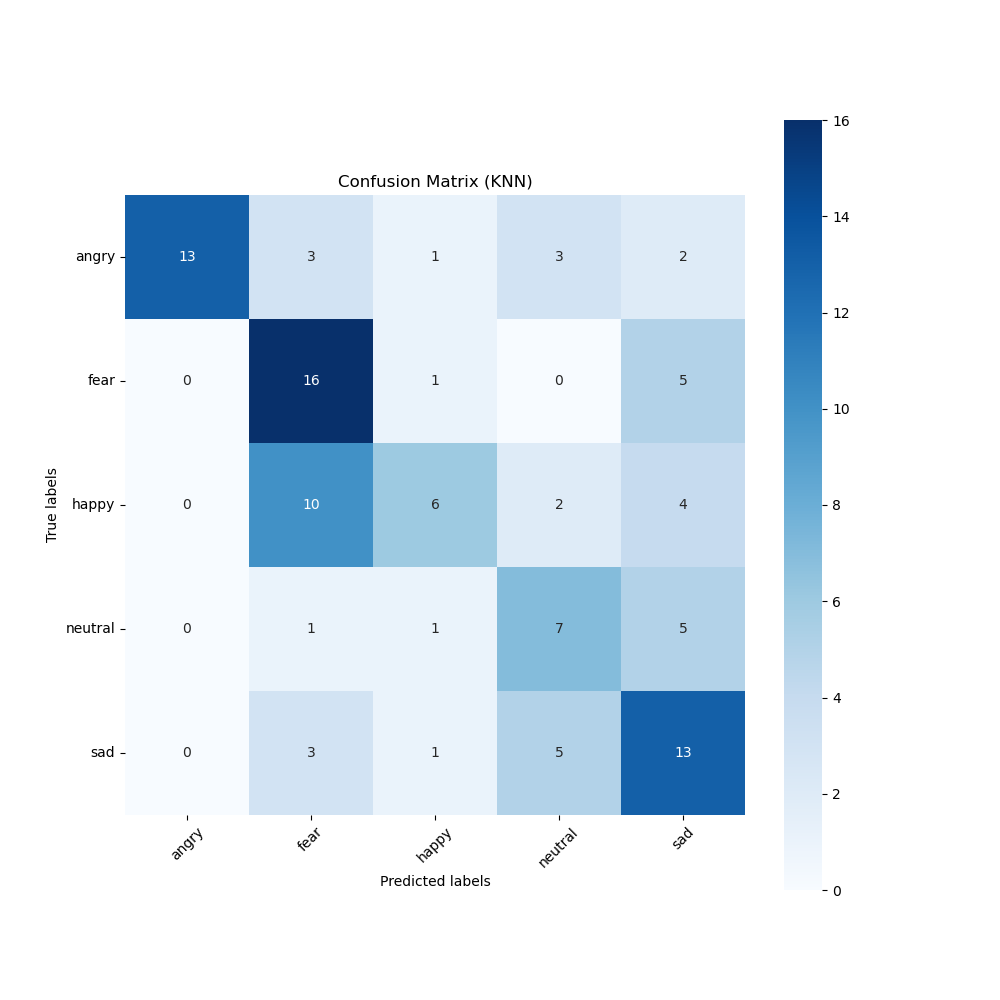 Confusion Matrix (KNN)
16
14
12
10
8
6
4
2
0
True labels
angry 13 3 1 3 2
fear 0 16 1 0 5
happy 0 10 6 2 4
neutral 0 1 1 7 5
sad 0 3 1 5 13
angry fear happy neutral sad
Predicted labels